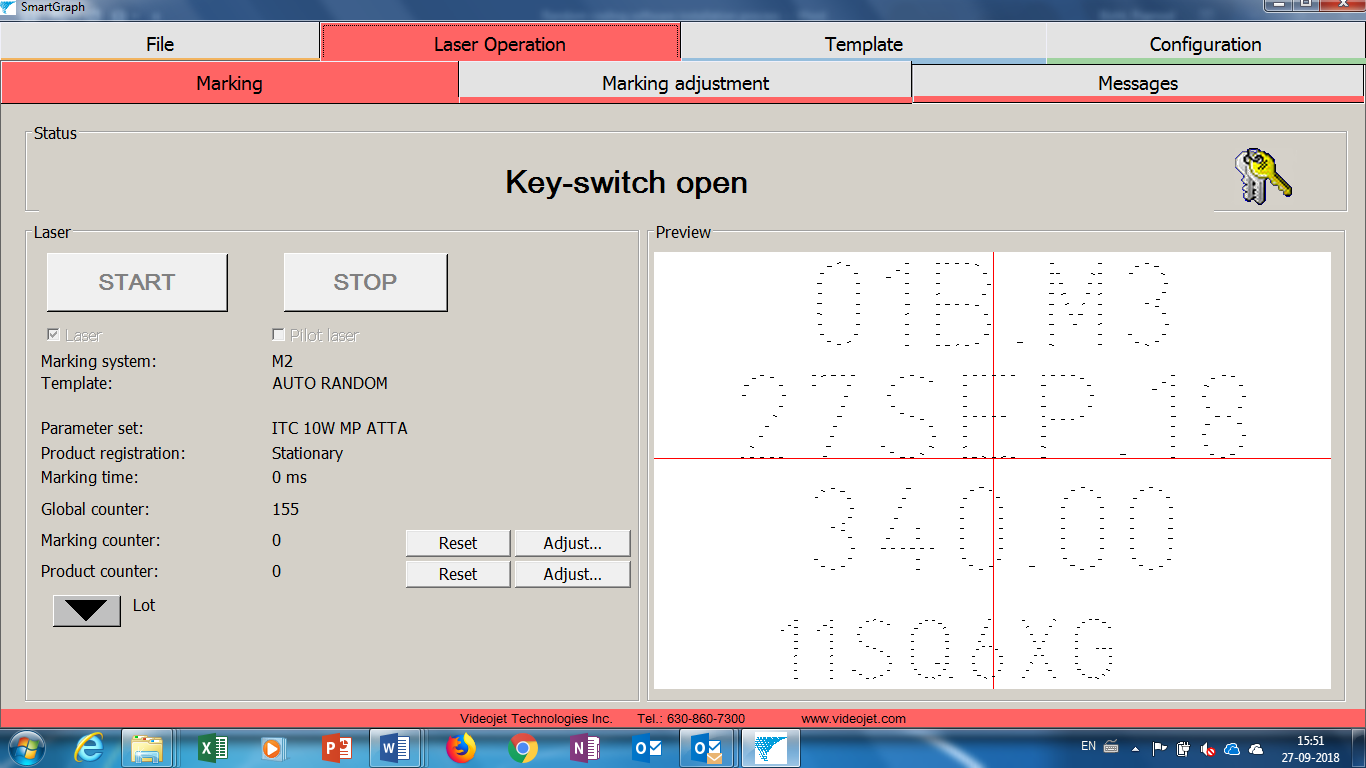 SmartGraph
File Laser Operation Template Configuration
Marking Marking adjustment Messages
Status
Key-switch open
Laser
START STOP
Laser Pilot laser
Marking system: M2
Template: AUTO RANDOM
Parameter set: ITC 10W MP ATTA
Product registration: Stationary
Marking time: 0 ms
Global counter: 155
Marking counter: 0 Reset Adjust...
Product counter: 0 Reset Adjust...
Lot
Preview
01B.M3
27SEP.18
340.00
11SQ6XG
Videojet Technologies Inc. Tel.: 630-860-7300 www.videojet.com
EN 15:51
27-09-2018